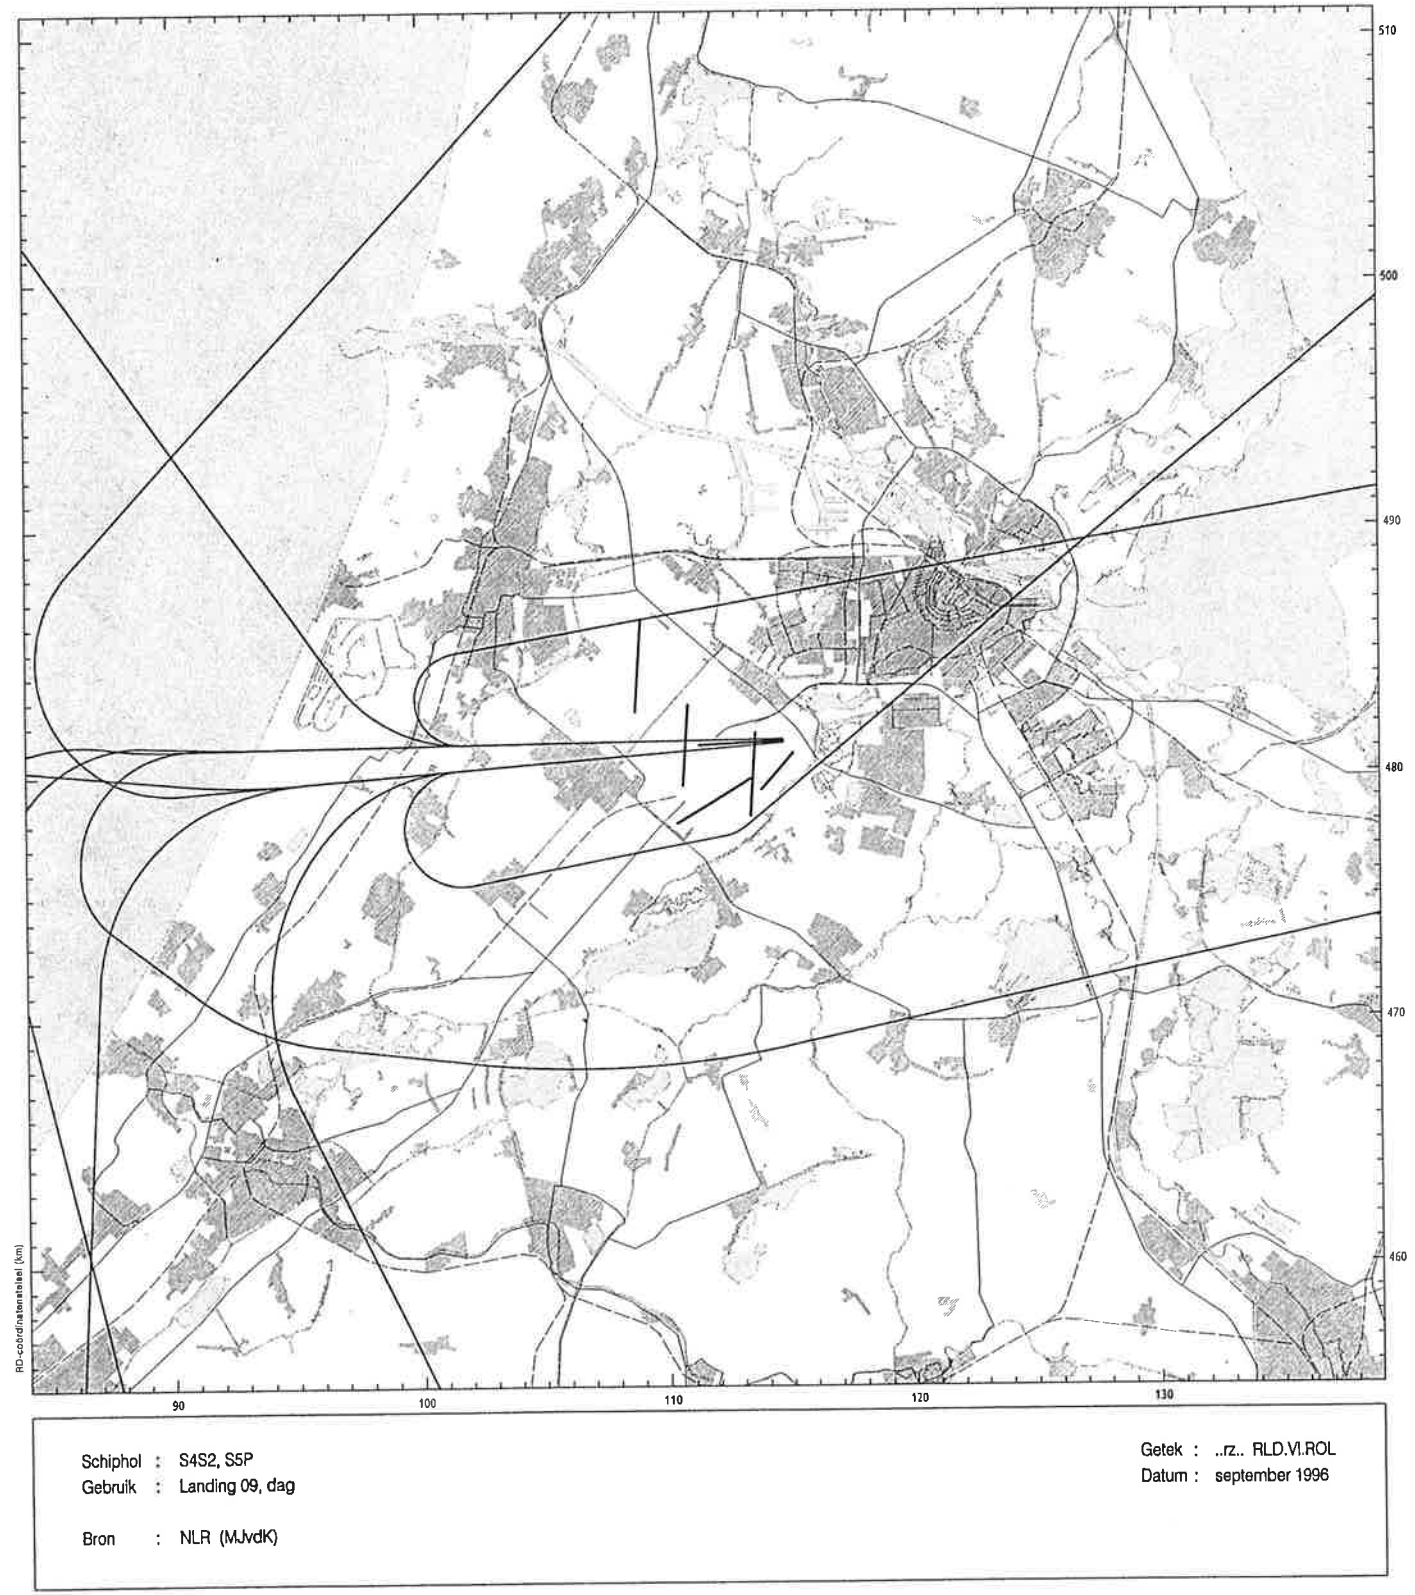 510
500
490
480
470
460
RD-coördinatenstelsel (km)
90
100
110
120
130
Schiphol : S4S2, S5P
Gebruik : Landing 09, dag
Bron : NLR (MJvdK)
Getek : ..rz.. RLD.VI.ROL
Datum : september 1996